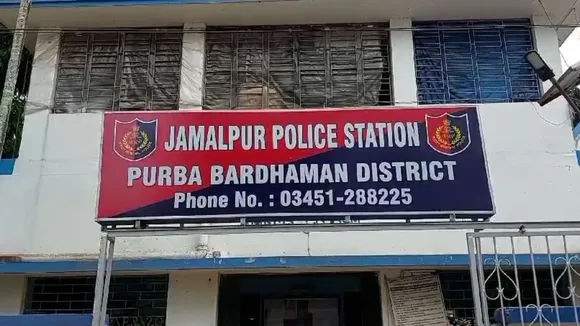 JAMALPUR POLICE STATION
PURBA BARDHAMAN DISTRICT
Phone No. : 03451-288225